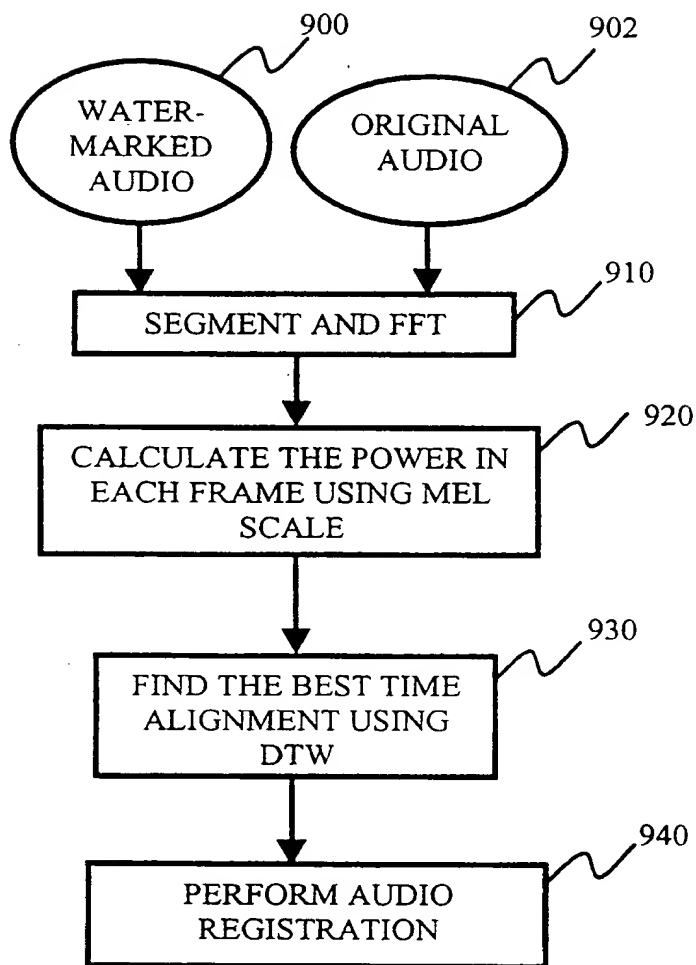 900
902
WATER-
MARKED
AUDIO
ORIGINAL
AUDIO
910
SEGMENT AND FFT
920
CALCULATE THE POWER IN
EACH FRAME USING MEL
SCALE
930
FIND THE BEST TIME
ALIGNMENT USING
DTW
940
PERFORM AUDIO
REGISTRATION